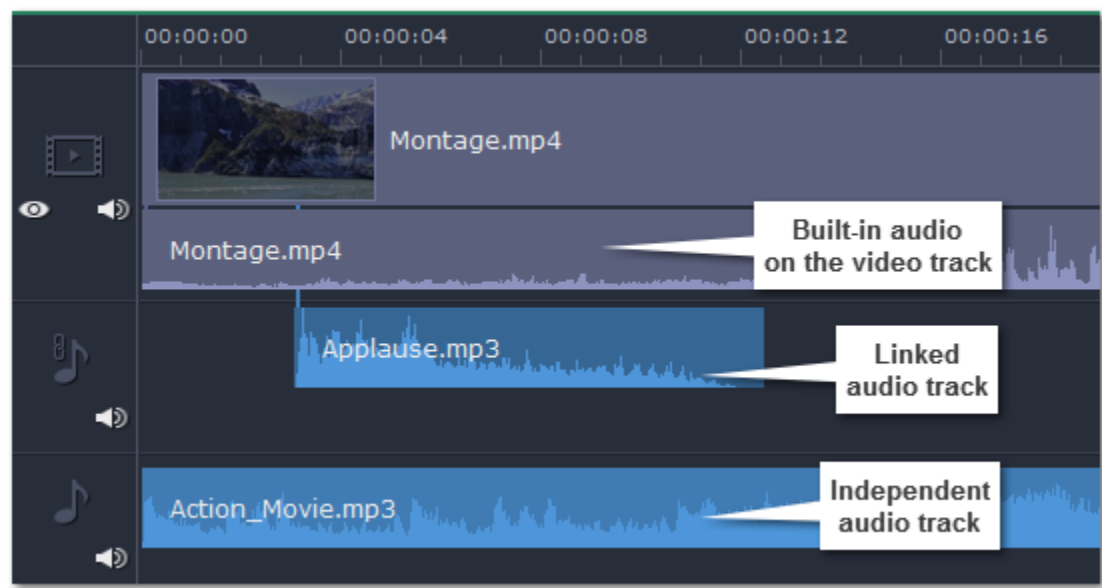 00:00:00 00:00:04 00:00:08 00:00:12 00:00:16
Montage.mp4
Montage.mp4
Built-in audio
on the video track
Applause.mp3
Linked
audio track
Action_Movie.mp3
Independent
audio track